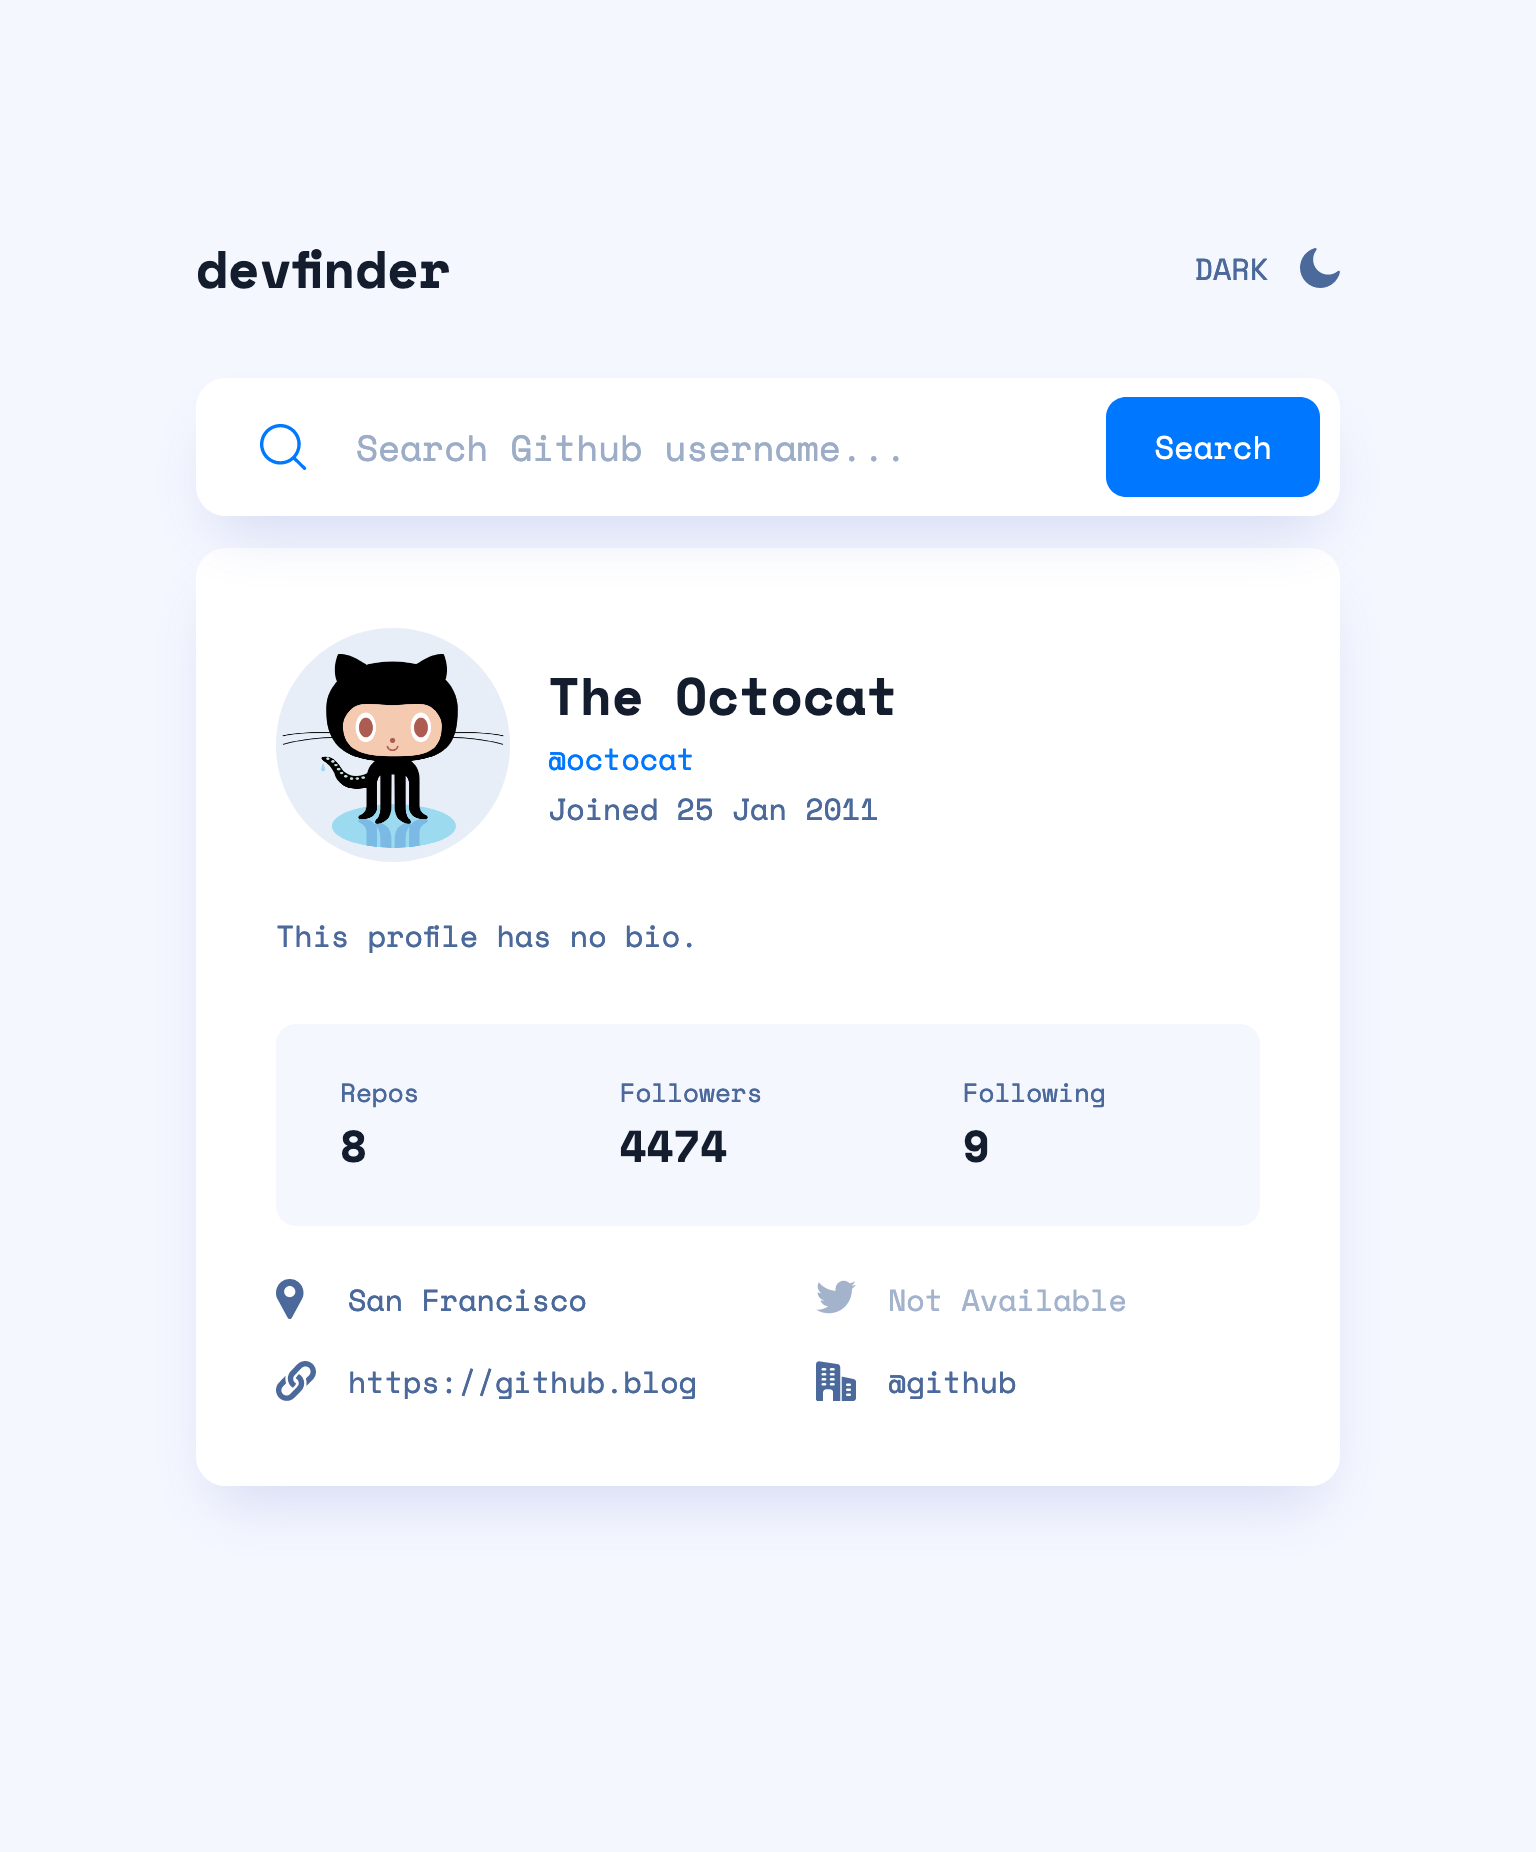 devfinder
DARK
Search Github username...
Search
The Octocat
@octocat
Joined 25 Jan 2011
This profile has no bio.
Repos
Followers
Following
8
4474
9
San Francisco
Not Available
https://github.blog
@github